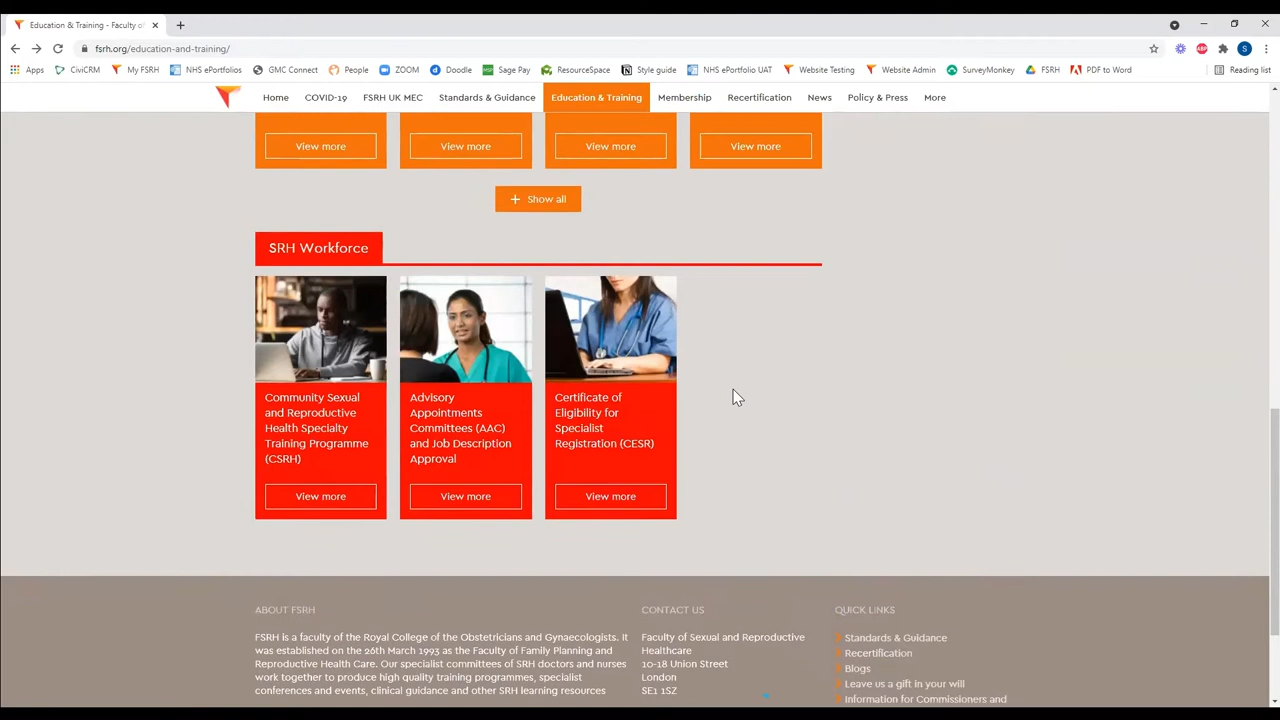 Education & Training - Faculty of
fsrh.org/education-and-training/
Apps CiviCRM My FSRH NHS ePortfolios GMC Connect People ZOOM Doodle Sage Pay ResourceSpace Style guide NHS ePortfolio UAT Website Testing Website Admin SurveyMonkey FSRH PDF to Word Reading list
Home COVID-19 FSRH UK MEC Standards & Guidance Education & Training Membership Recertification News Policy & Press More
View more View more View more View more
+ Show all
SRH Workforce
Community Sexual
and Reproductive
Health Specialty
Training Programme
(CSRH)
View more
Advisory
Appointments
Committees (AAC)
and Job Description
Approval
View more
Certificate of
Eligibility for
Specialist
Registration (CESR)
View more
ABOUT FSRH
FSRH is a faculty of the Royal College of the Obstetricians and Gynaecologists. It
was established on the 26th March 1993 as the Faculty of Family Planning and
Reproductive Health Care. Our specialist committees of SRH doctors and nurses
work together to produce high quality training programmes, specialist
conferences and events, clinical guidance and other SRH learning resources
CONTACT US
Faculty of Sexual and Reproductive
Healthcare
10-18 Union Street
London
SE1 1SZ
QUICK LINKS
Standards & Guidance
Recertification
Blogs
Leave us a gift in your will
Information for Commissioners and